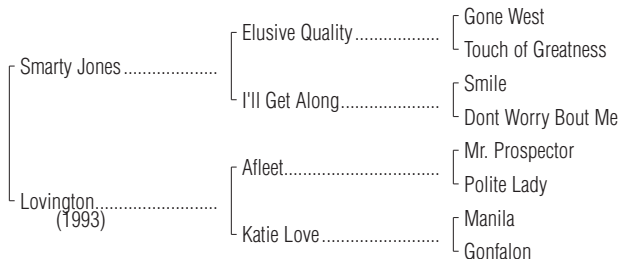 Gone West
Elusive Quality..................
Touch of Greatness
Smarty Jones....................
Smile
I'll Get Along.....................
Dont Worry Bout Me
Mr. Prospector
Afleet.................................
Polite Lady
Lovington..........................
(1993)
Manila
Katie Love.........................
Gonfalon